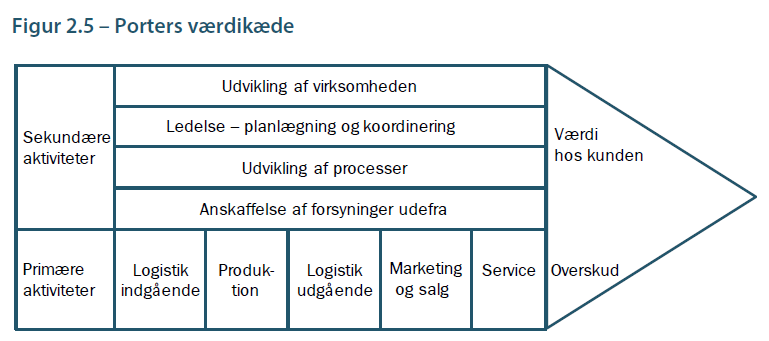 Figur 2.5 – Porters værdikæde
Sekundære
aktiviteter
Udvikling af virksomheden
Ledelse – planlægning og koordinering
Udvikling af processer
Anskaffelse af forsyninger udefra
Værdi
hos kunden
Primære
aktiviteter
Logistik
indgående
Produk-
tion
Logistik
udgående
Marketing
og salg
Service
Overskud